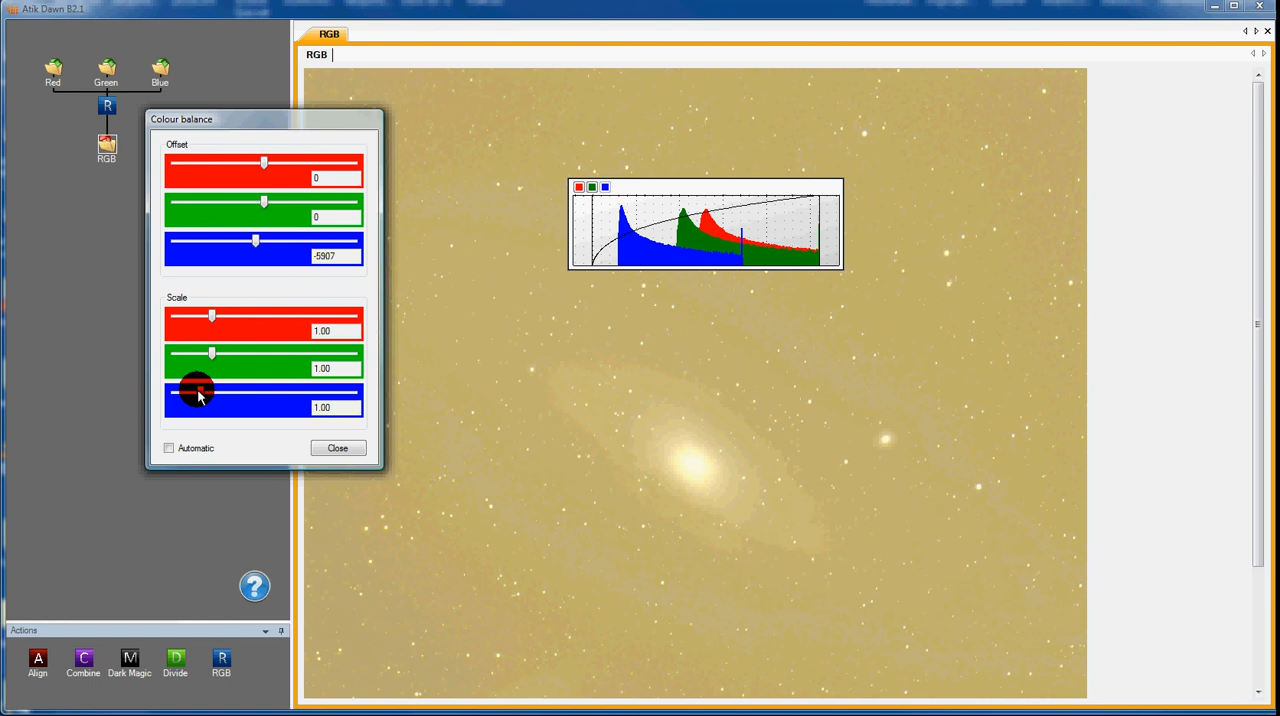 Atik Dawn B2.1
RGB
RGB
Red Green Blue
R
RGB
Colour balance
Offset
0
0
-5907
Scale
1.00
1.00
1.00
Automatic Close
?
Actions
A C M D R
Align Combine Dark Magic Divide RGB